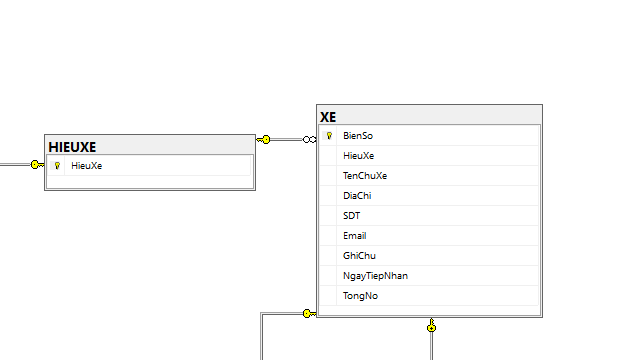 HIEUXE
HieuXe
XE
BienSo
HieuXe
TenChuXe
DiaChi
SDT
Email
GhiChu
NgayTiepNhan
TongNo